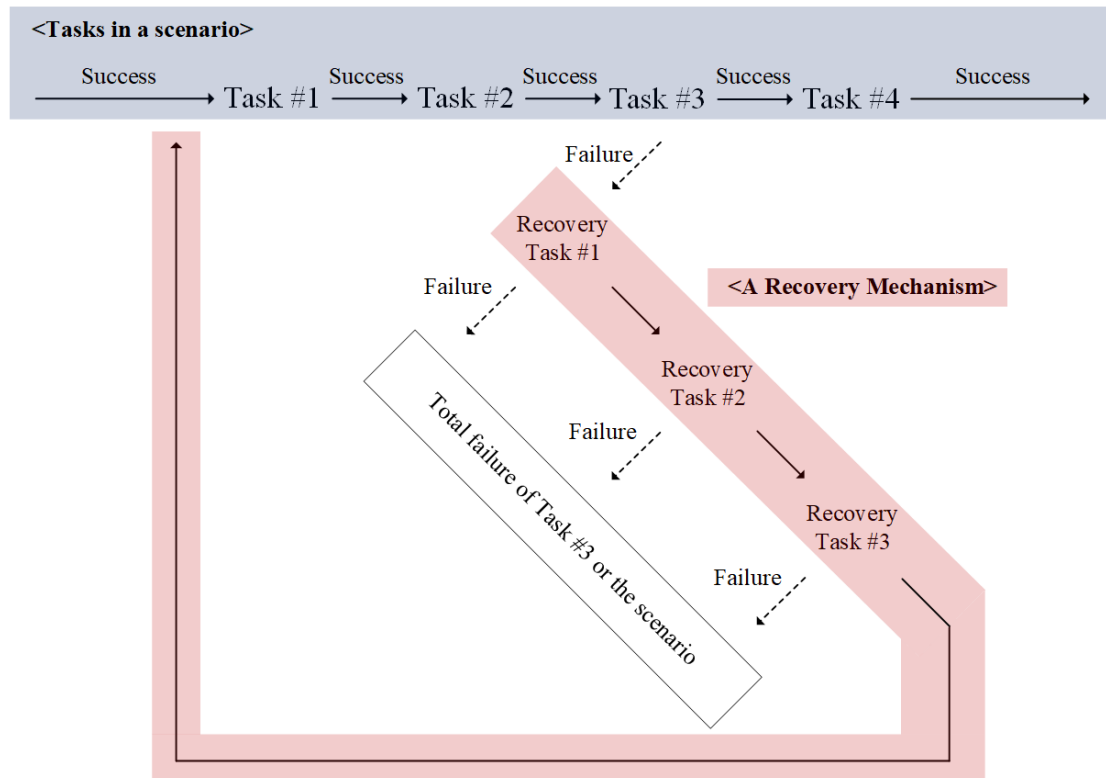 <Tasks in a scenario>
Success
Success
Success
Success
Success
Task #1
Task #2
Task #3
Task #4
Failure
Recovery
Task #1
Failure
<A Recovery Mechanism>
Recovery
Task #2
Failure
Total failure of Task #3 or the scenario
Recovery
Task #3
Failure